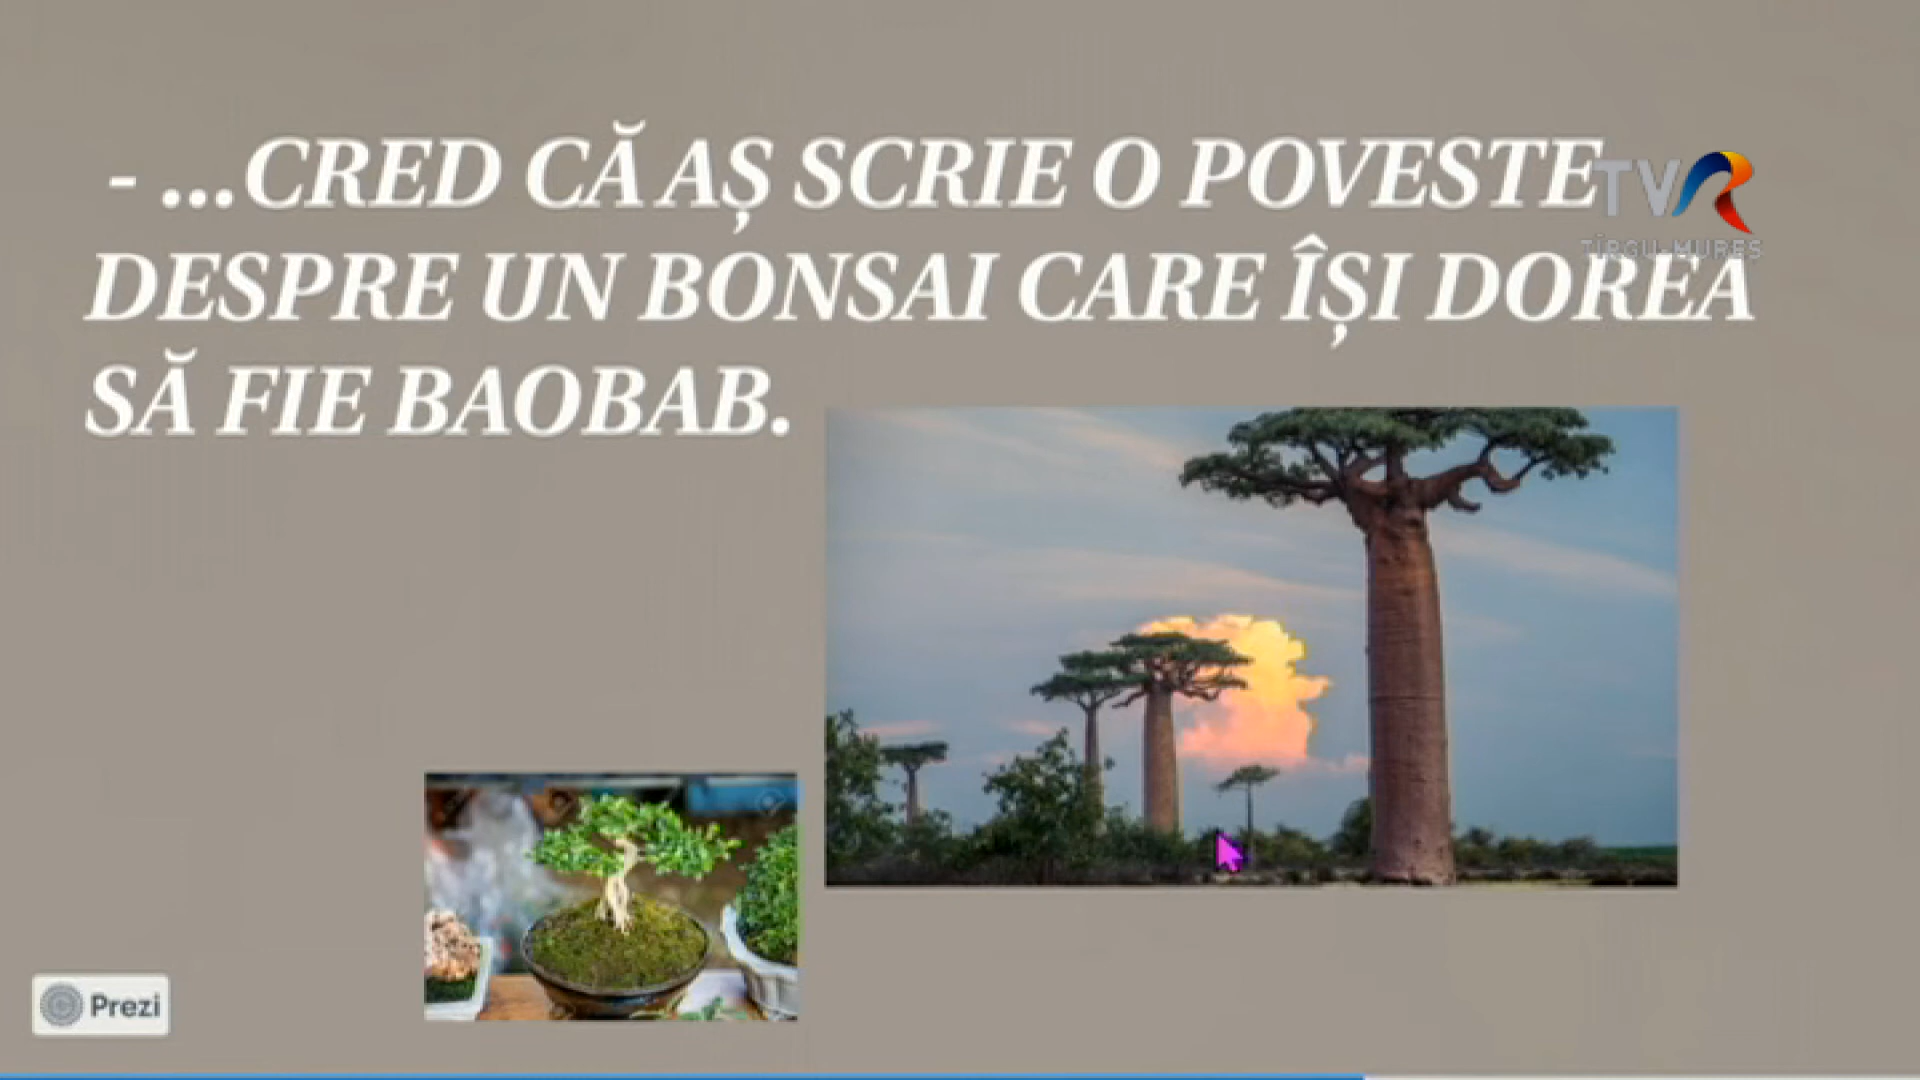 - ...CRED CĂ AȘ SCRIE O POVESTE
TVR
TÎRGU-MUREȘ
DESPRE UN BONSAI CARE ÎȘI DOREA
SĂ FIE BAOBAB.
Prezi